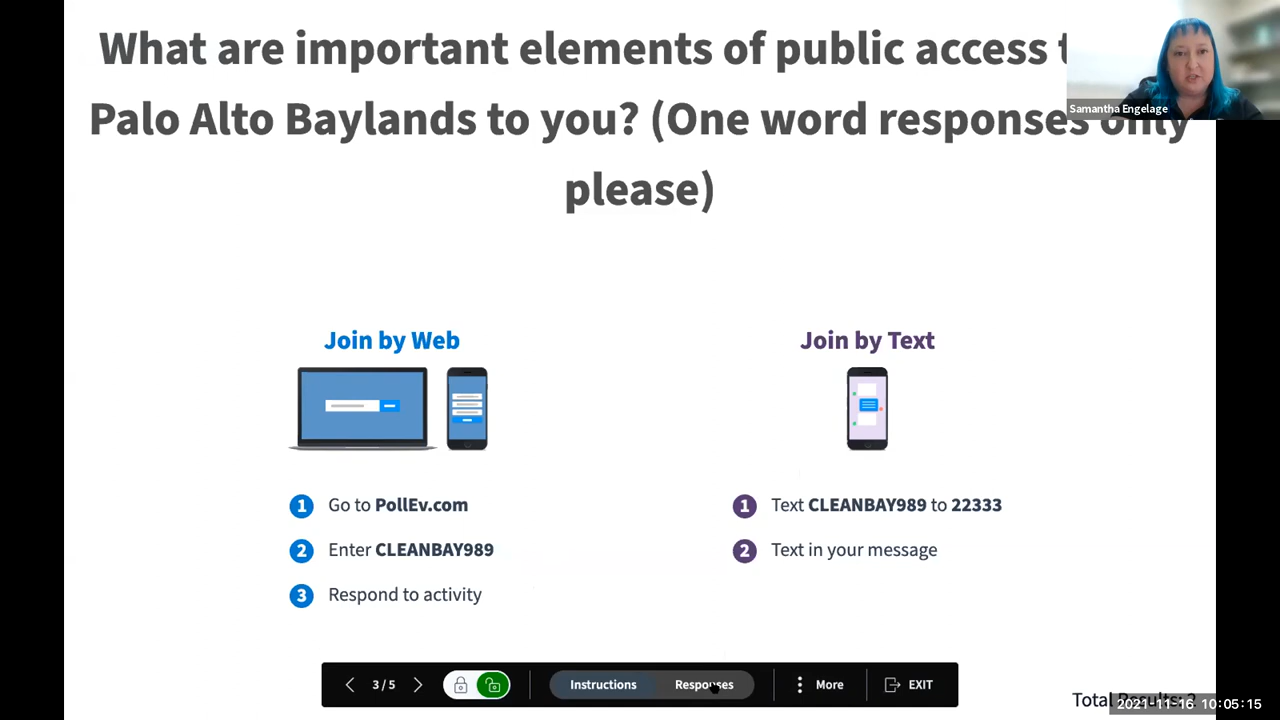 What are important elements of public access
Palo Alto Baylands to you? (One word responses only
please)
Samantha Engelage
Join by Web
Join by Text
1 Go to PollEv.com
2 Enter CLEANBAY989
3 Respond to activity
1 Text CLEANBAY989 to 22333
2 Text in your message
3 / 5
Instructions
Responses
More
EXIT
Total Results:
2021-11-16 10:05:15